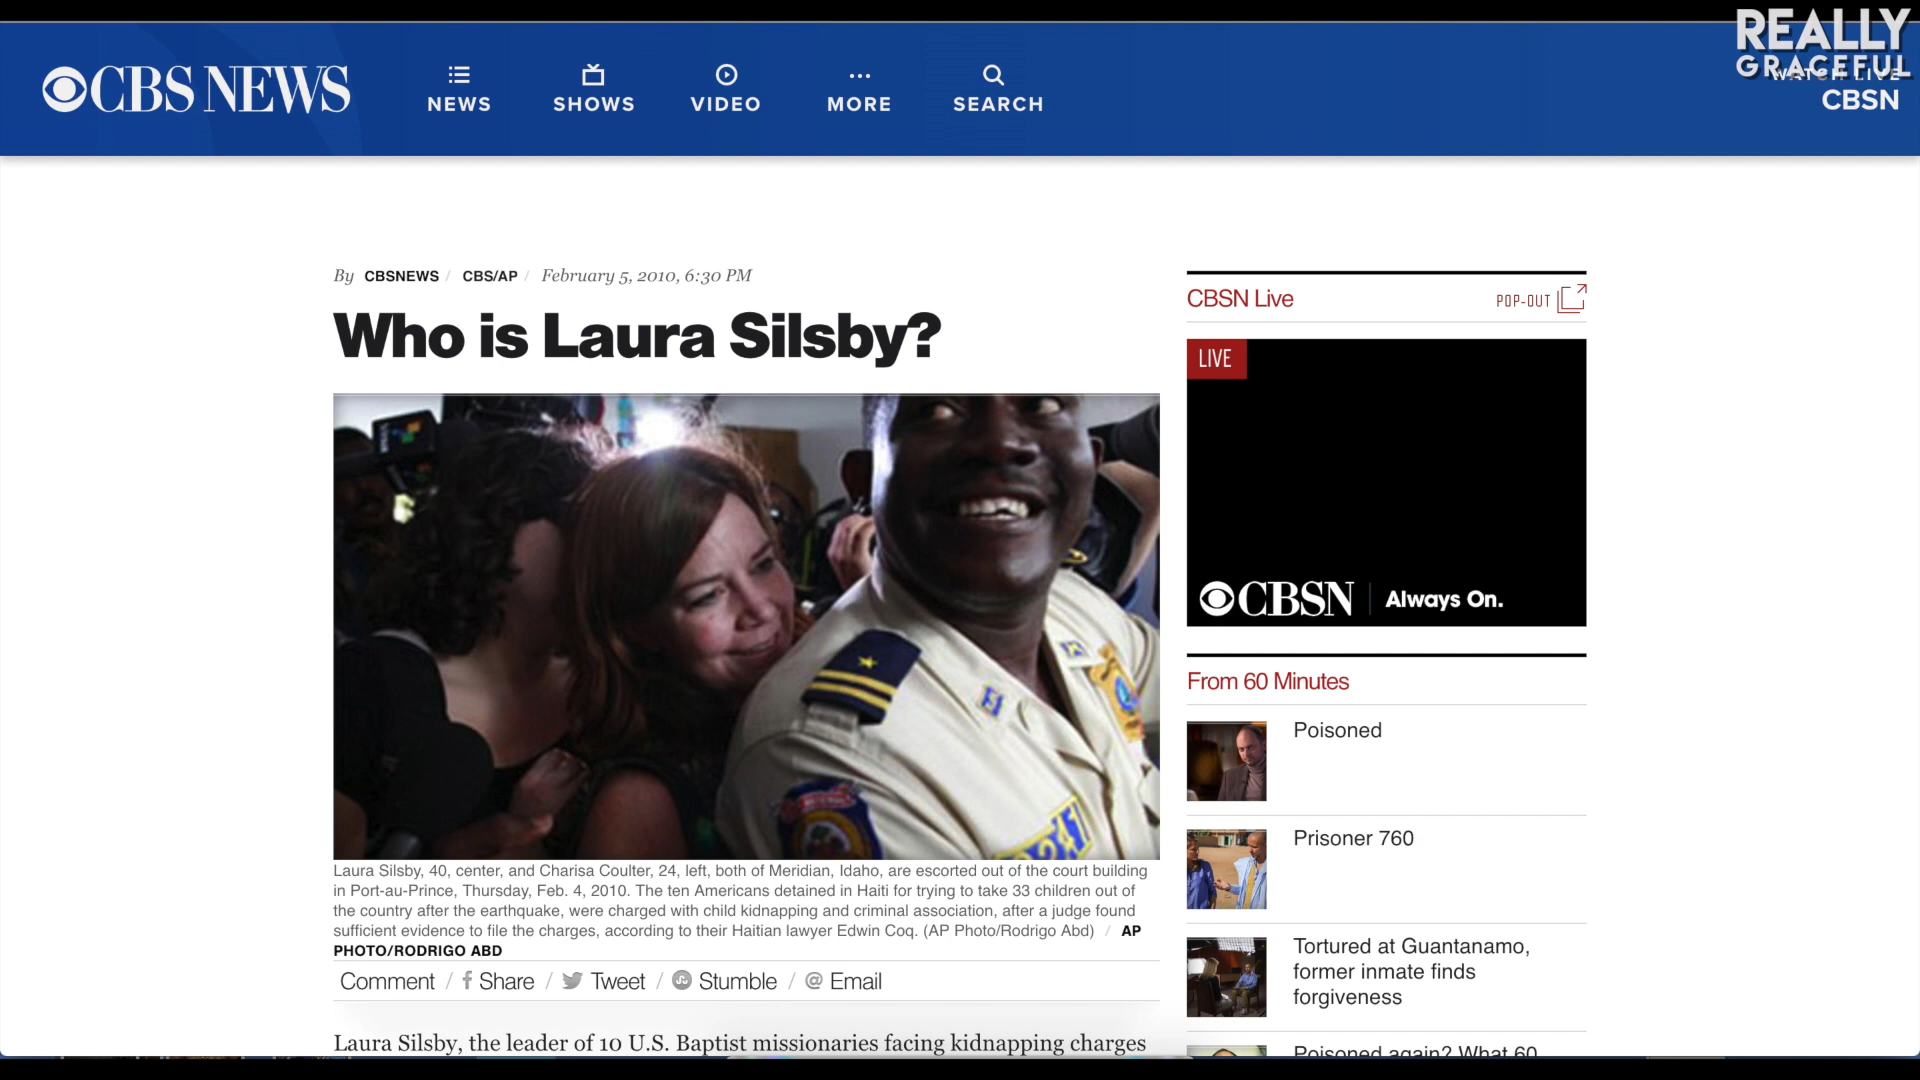 REALLY
GRACEFUL
CBS NEWS
NEWS
SHOWS
VIDEO
MORE
SEARCH
WATCH LIVE
CBSN
By CBSNEWS / CBS/AP / February 5, 2010, 6:30 PM
Who is Laura Silsby?
Laura Silsby, 40, center, and Charisa Coulter, 24, left, both of Meridian, Idaho, are escorted out of the court building
in Port-au-Prince, Thursday, Feb. 4, 2010. The ten Americans detained in Haiti for trying to take 33 children out of
the country after the earthquake, were charged with child kidnapping and criminal association, after a judge found
sufficient evidence to file the charges, according to their Haitian lawyer Edwin Coq. (AP Photo/Rodrigo Abd) / AP
PHOTO/RODRIGO ABD
Comment / f Share / Tweet / Stumble / @ Email
Laura Silsby, the leader of 10 U.S. Baptist missionaries facing kidnapping charges
CBSN Live
POP-OUT
LIVE
CBSN | Always On.
From 60 Minutes
Poisoned
Prisoner 760
Tortured at Guantanamo,
former inmate finds
forgiveness
Poisoned again? What 60